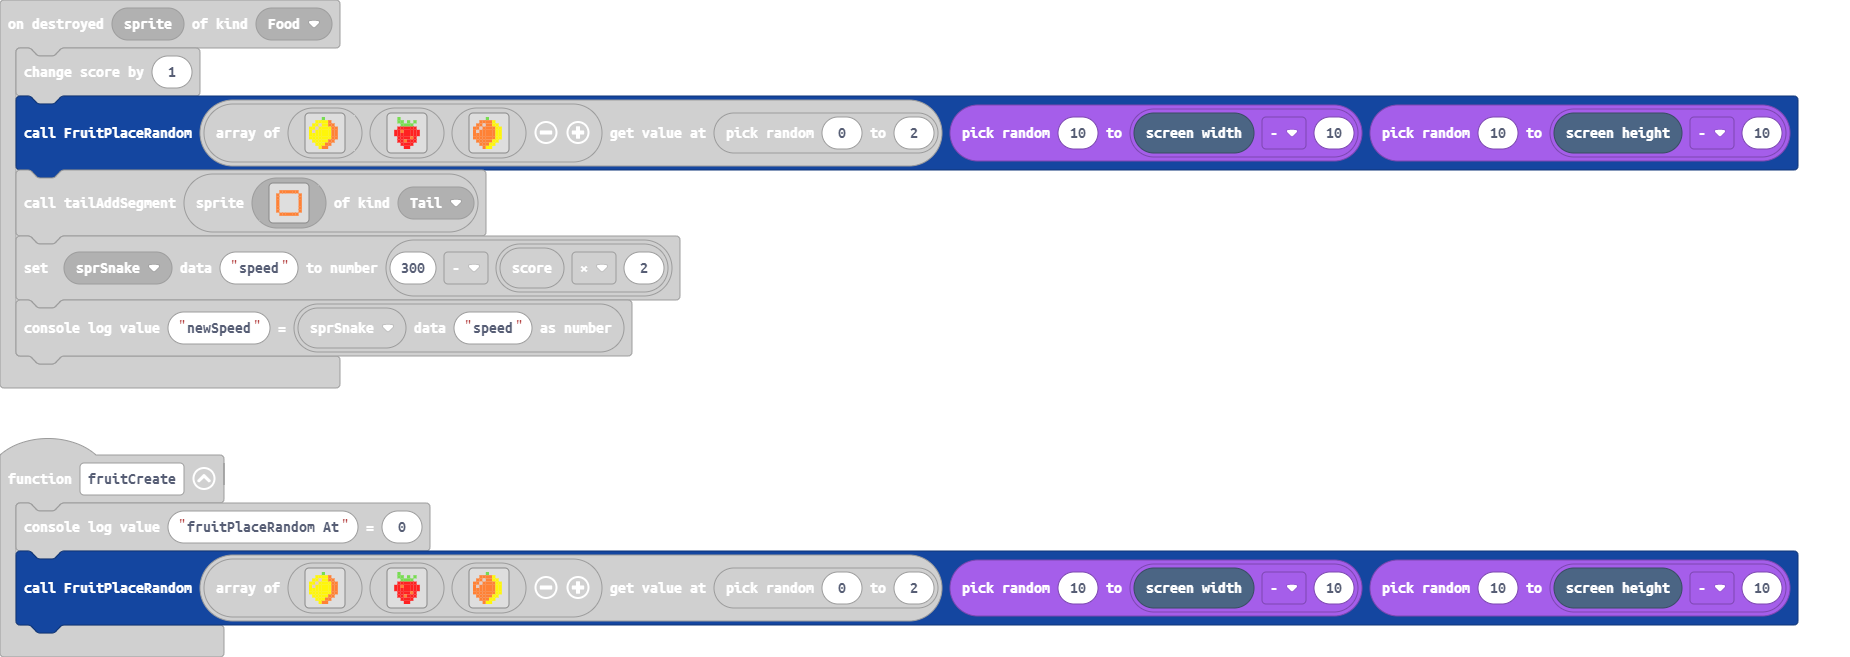 on destroyed sprite of kind Food
change score by 1
call FruitPlaceRandom array of get value at pick random 0 to 2 pick random 10 to screen width - 10 pick random 10 to screen height - 10
call tailAddSegment sprite of kind Tail
set sprSnake data "speed" to number 300 - score × 2
console log value "newSpeed" = sprSnake data "speed" as number
function fruitCreate
console log value "fruitPlaceRandom At" = 0
call FruitPlaceRandom array of get value at pick random 0 to 2 pick random 10 to screen width - 10 pick random 10 to screen height - 10